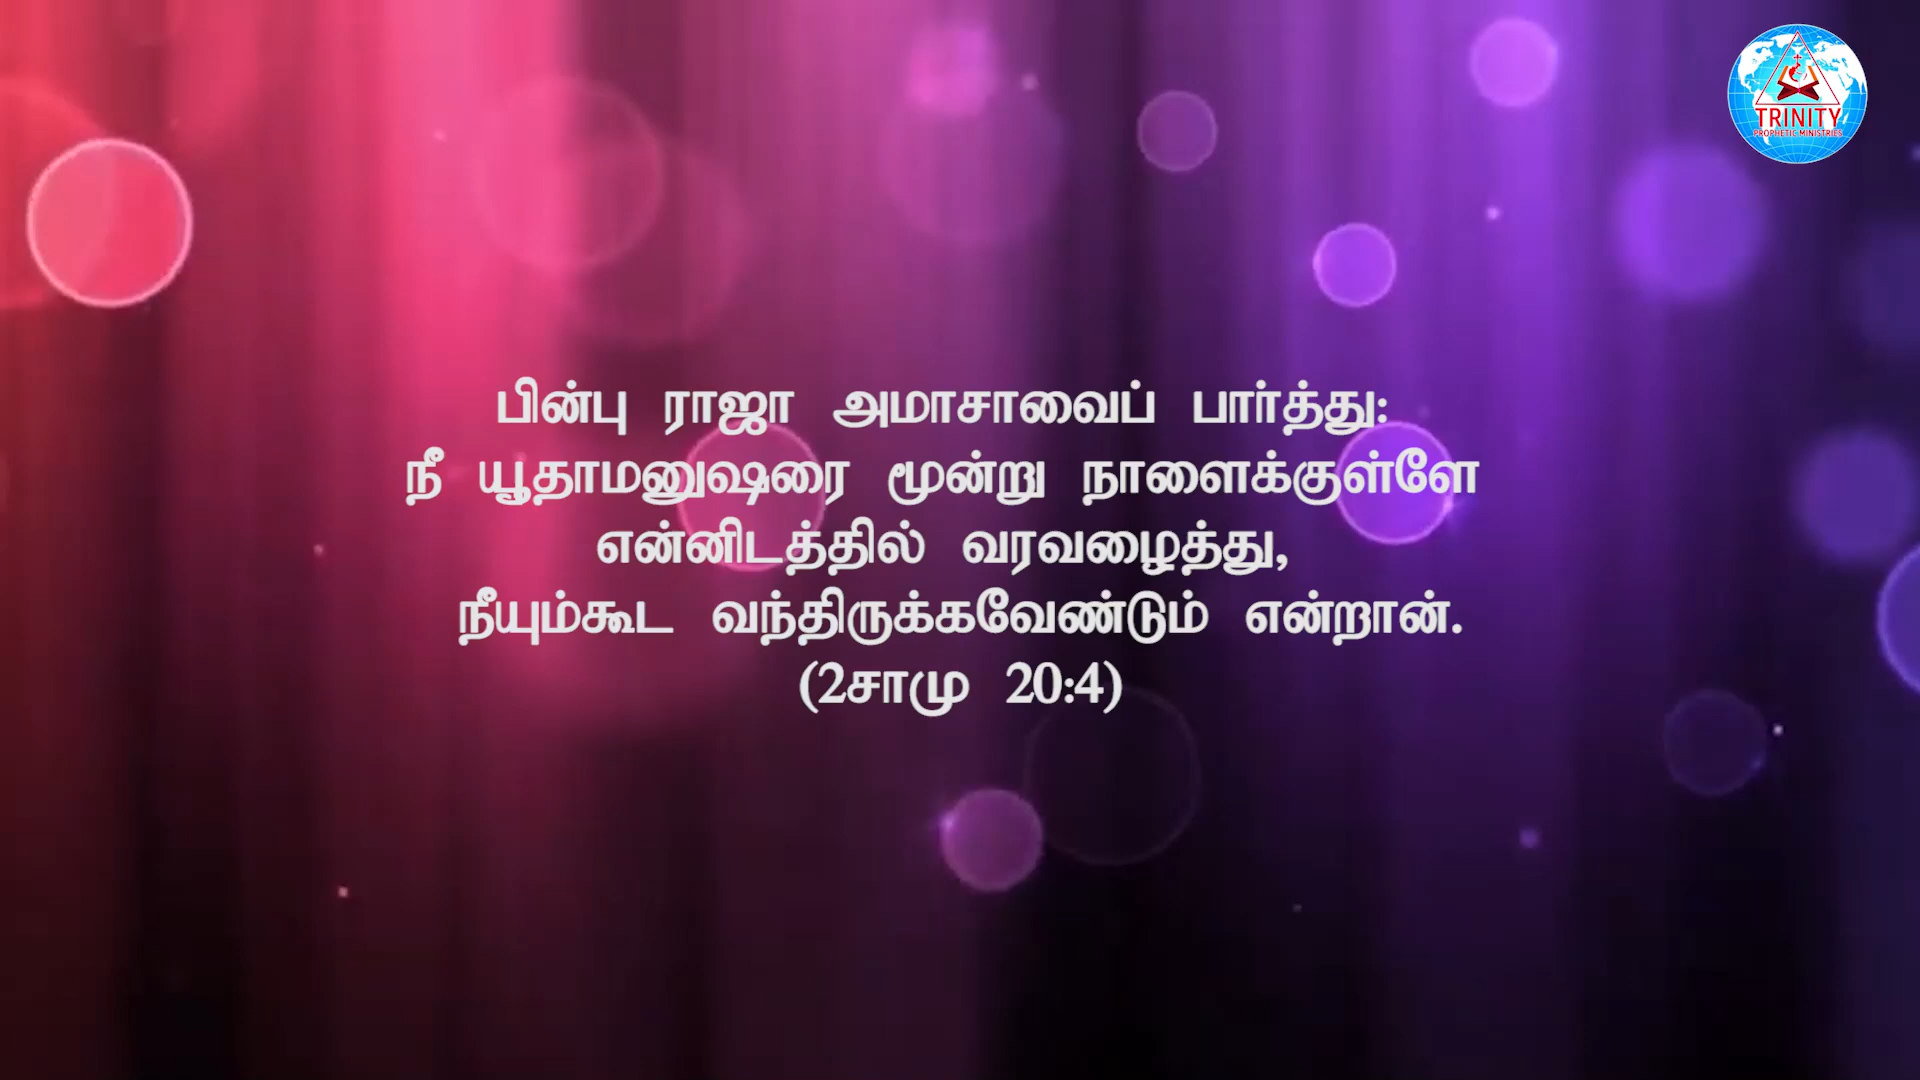 TRINITY
PROPHETIC MINISTRIES
பின்பு ராஜா அமாசாவைப் பார்த்து:
நீ யூதாமனுஷரை மூன்று நாளைக்குள்ளே
என்னிடத்தில் வரவழைத்து,
நீயும்கூட வந்திருக்கவேண்டும் என்றான்.
(2சாமு 20:4)